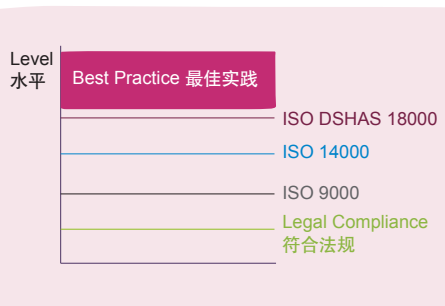 Level
水平
Best Practice 最佳实践
ISO DSHAS 18000
ISO 14000
ISO 9000
Legal Compliance
符合法规